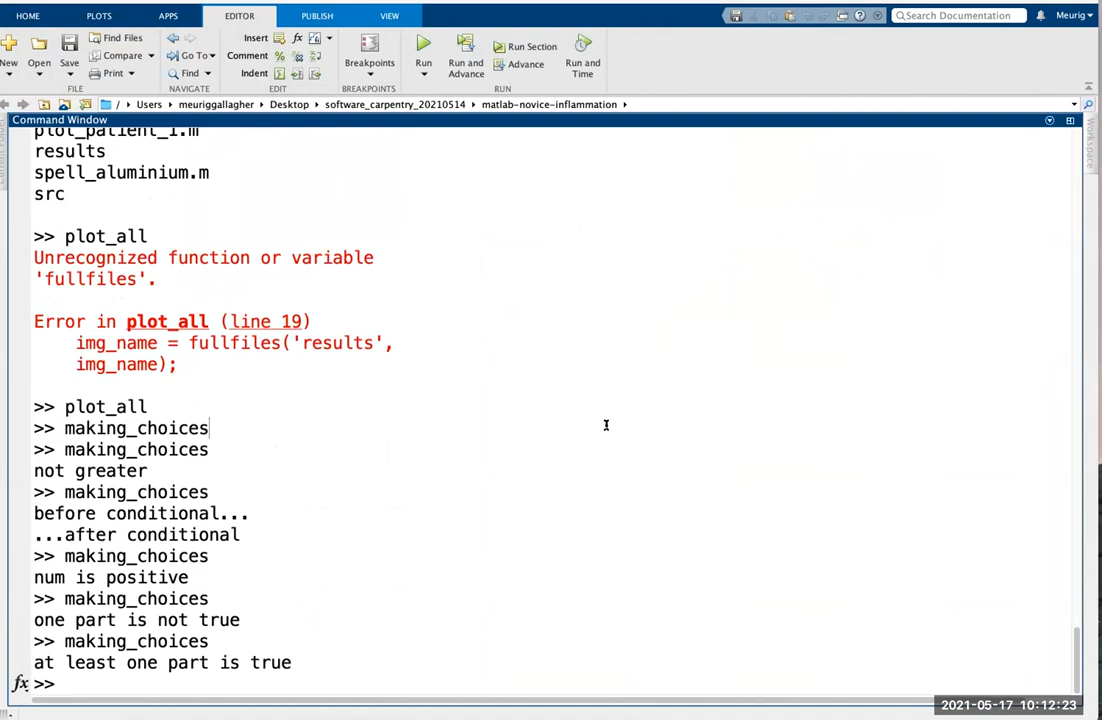 HOME PLOTS APPS EDITOR PUBLISH VIEW Search Documentation Meurig
New Open Save Find Files Compare Print Go To Find Insert fx Comment % Indent Breakpoints Run Run and Advance Run Section Advance Run and Time
FILE NAVIGATE EDIT BREAKPOINTS RUN
/ Users meuriggallagher Desktop software_carpentry_20210514 matlab-novice-inflammation
Command Window
Workspace
plot_patient_1.m
results
spell_aluminium.m
src
>> plot_all
Unrecognized function or variable
'fullfiles'.
Error in plot_all (line 19)
img_name = fullfiles('results',
img_name);
>> plot_all
>> making_choices
>> making_choices
not greater
>> making_choices
before conditional...
...after conditional
>> making_choices
num is positive
>> making_choices
one part is not true
>> making_choices
at least one part is true
fx >>
2021-05-17 10:12:23